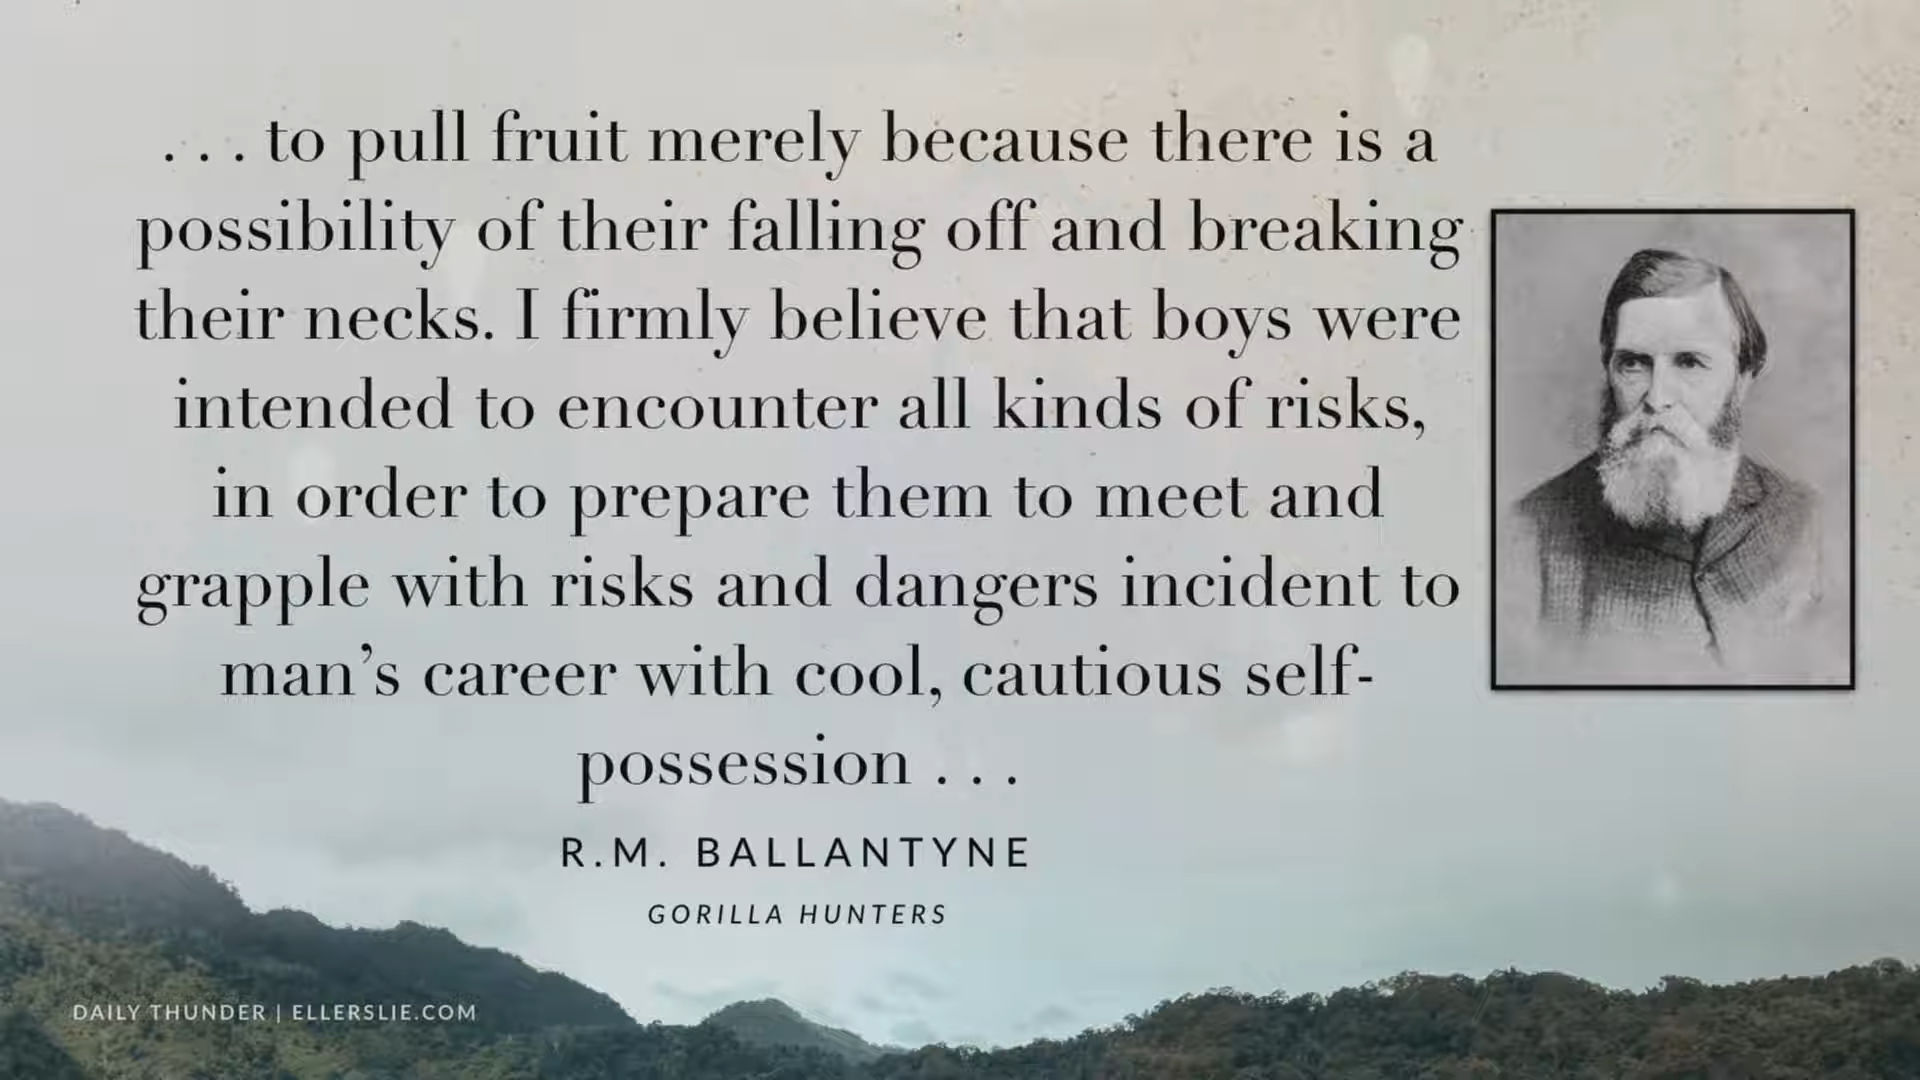 . . . to pull fruit merely because there is a
possibility of their falling off and breaking
their necks. I firmly believe that boys were
intended to encounter all kinds of risks,
in order to prepare them to meet and
grapple with risks and dangers incident to
man’s career with cool, cautious self-
possession . . .
R.M. BALLANTYNE
GORILLA HUNTERS
DAILY THUNDER | ELLERSLIE.COM